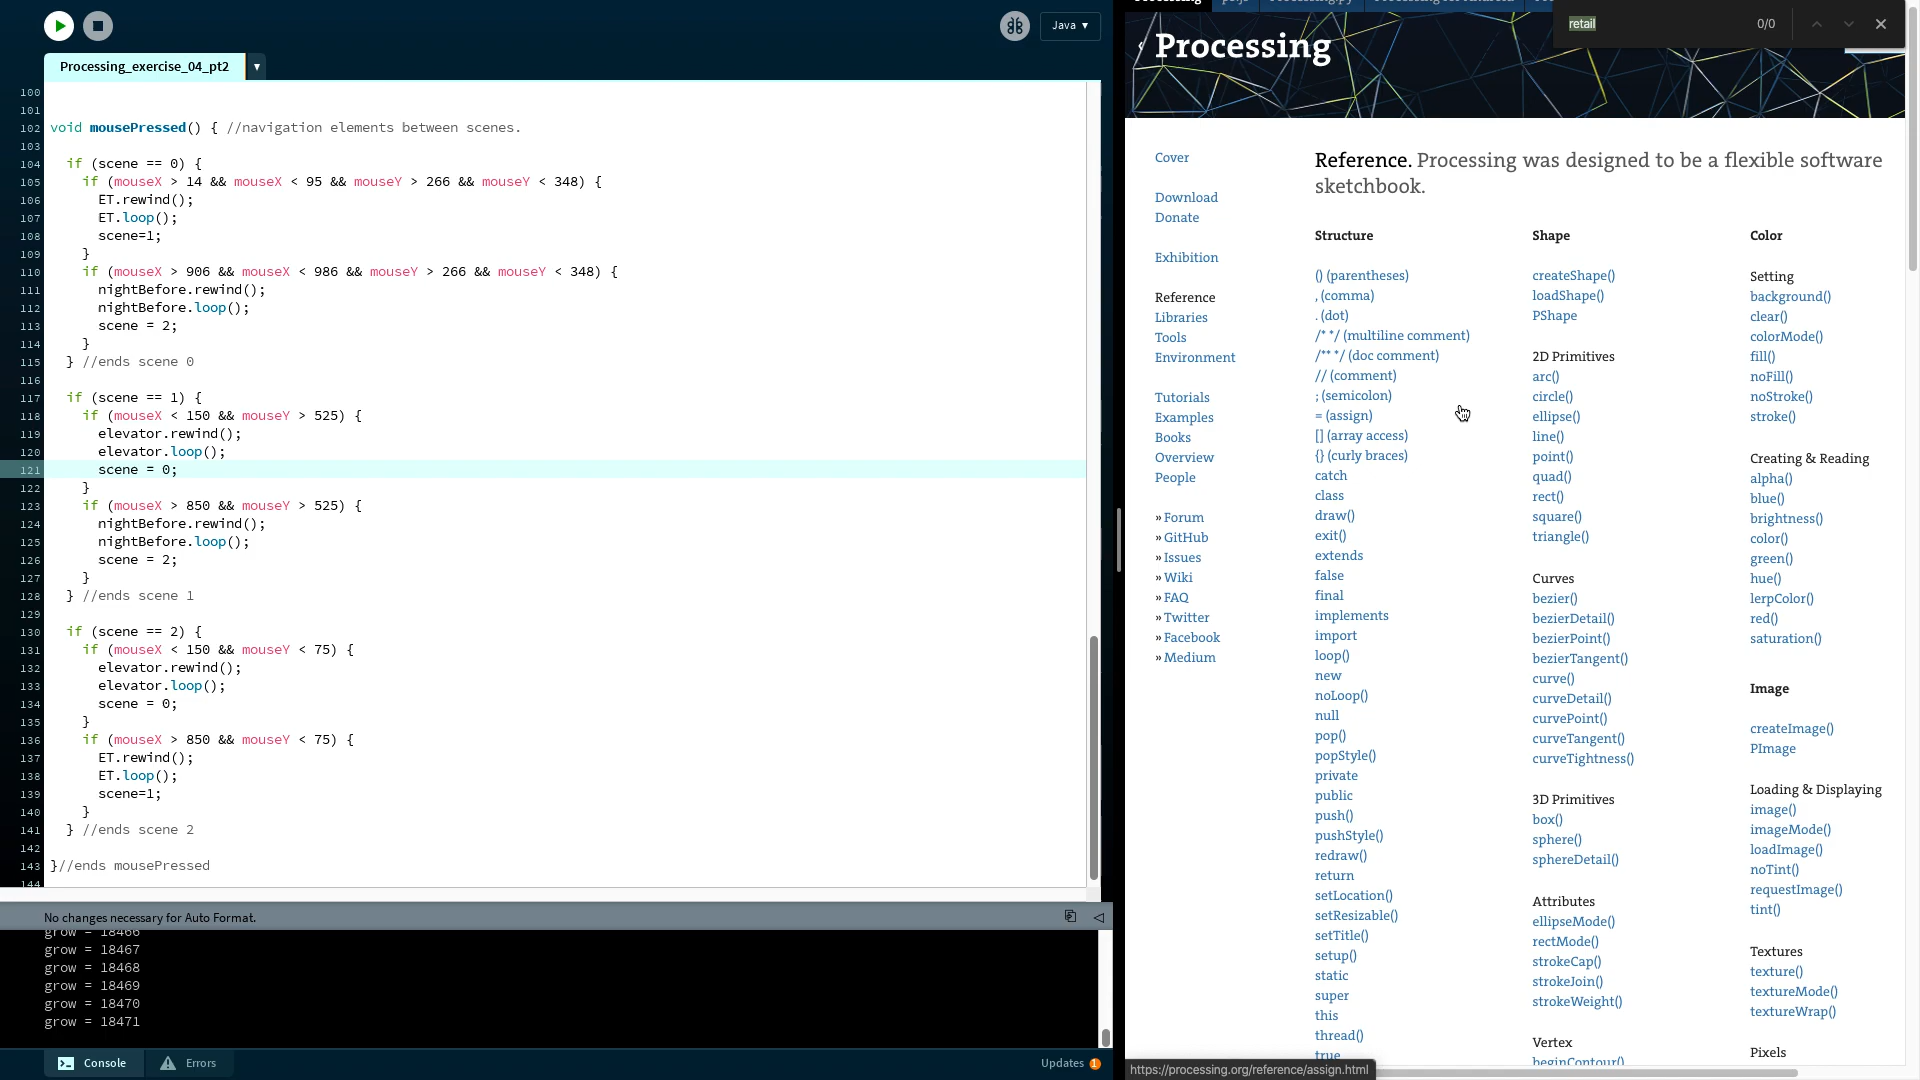 Java ▾
Processing_exercise_04_pt2 ▾
100
101
102 void mousePressed() { //navigation elements between scenes.
103
104 if (scene == 0) {
105 if (mouseX > 14 && mouseX < 95 && mouseY > 266 && mouseY < 348) {
106 ET.rewind();
107 ET.loop();
108 scene=1;
109 }
110 if (mouseX > 906 && mouseX < 986 && mouseY > 266 && mouseY < 348) {
111 nightBefore.rewind();
112 nightBefore.loop();
113 scene = 2;
114 }
115 } //ends scene 0
116
117 if (scene == 1) {
118 if (mouseX < 150 && mouseY > 525) {
119 elevator.rewind();
120 elevator.loop();
121 scene = 0;
122 }
123 if (mouseX > 850 && mouseY > 525) {
124 nightBefore.rewind();
125 nightBefore.loop();
126 scene = 2;
127 }
128 } //ends scene 1
129
130 if (scene == 2) {
131 if (mouseX < 150 && mouseY < 75) {
132 elevator.rewind();
133 elevator.loop();
134 scene = 0;
135 }
136 if (mouseX > 850 && mouseY < 75) {
137 ET.rewind();
138 ET.loop();
139 scene=1;
140 }
141 } //ends scene 2
142
143 }//ends mousePressed
144
No changes necessary for Auto Format.
grow = 18466
grow = 18467
grow = 18468
grow = 18469
grow = 18470
grow = 18471
Console
Errors
Updates 1
retail 0/0
Processing
Cover
Download
Donate
Exhibition
Reference
Libraries
Tools
Environment
Tutorials
Examples
Books
Overview
People
» Forum
» GitHub
» Issues
» Wiki
» FAQ
» Twitter
» Facebook
» Medium
Reference. Processing was designed to be a flexible software
sketchbook.
Structure
() (parentheses)
, (comma)
. (dot)
/* */ (multiline comment)
/** */ (doc comment)
// (comment)
; (semicolon)
= (assign)
[] (array access)
{} (curly braces)
catch
class
draw()
exit()
extends
false
final
implements
import
loop()
new
noLoop()
null
pop()
popStyle()
private
public
push()
pushStyle()
redraw()
return
setLocation()
setResizable()
setTitle()
setup()
static
super
this
thread()
true
Shape
createShape()
loadShape()
PShape
2D Primitives
arc()
circle()
ellipse()
line()
point()
quad()
rect()
square()
triangle()
Curves
bezier()
bezierDetail()
bezierPoint()
bezierTangent()
curve()
curveDetail()
curvePoint()
curveTangent()
curveTightness()
3D Primitives
box()
sphere()
sphereDetail()
Attributes
ellipseMode()
rectMode()
strokeCap()
strokeJoin()
strokeWeight()
Vertex
beginContour()
Color
Setting
background()
clear()
colorMode()
fill()
noFill()
noStroke()
stroke()
Creating & Reading
alpha()
blue()
brightness()
color()
green()
hue()
lerpColor()
red()
saturation()
Image
createImage()
PImage
Loading & Displaying
image()
imageMode()
loadImage()
noTint()
requestImage()
tint()
Textures
texture()
textureMode()
textureWrap()
Pixels
https://processing.org/reference/assign.html